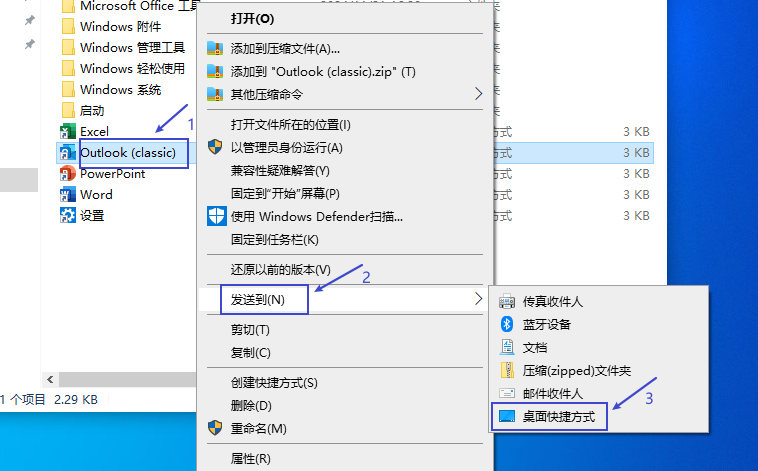 Microsoft Office 工具
Windows 附件
Windows 管理工具
Windows 轻松使用
Windows 系统
启动
Excel
Outlook (classic)
PowerPoint
Word
设置
1 个项目 2.29 KB
打开(O)
添加到压缩文件(A)...
添加到 "Outlook (classic).zip" (T)
其他压缩命令
打开文件所在的位置(I)
以管理员身份运行(A)
兼容性疑难解答(Y)
固定到"开始"屏幕(P)
使用 Windows Defender扫描...
固定到任务栏(K)
还原以前的版本(V)
发送到(N)
剪切(T)
复制(C)
创建快捷方式(S)
删除(D)
重命名(M)
属性(R)
方式 3 KB
方式 3 KB
方式 3 KB
方式 3 KB
方式 3 KB
传真收件人
蓝牙设备
文档
压缩(zipped)文件夹
邮件收件人
桌面快捷方式
1
2
3